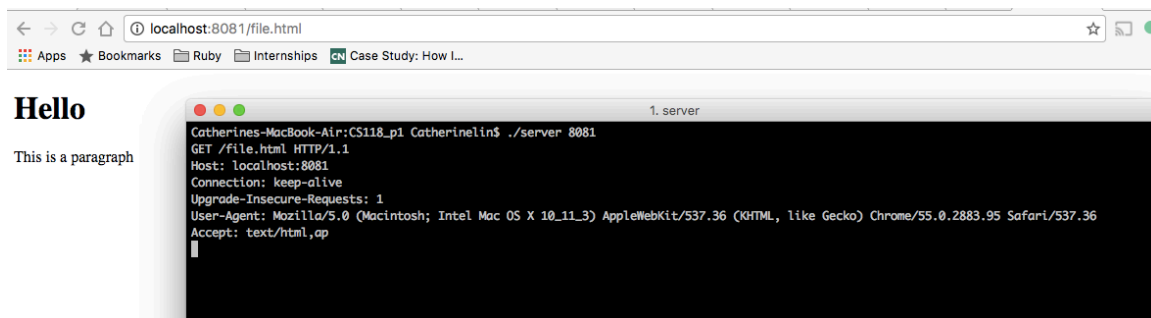 localhost:8081/file.html
Apps Bookmarks Ruby Internships CN Case Study: How I...
Hello
This is a paragraph
1. server
Catherines-MacBook-Air:CS118_p1 Catherinelin$ ./server 8081
GET /file.html HTTP/1.1
Host: localhost:8081
Connection: keep-alive
Upgrade-Insecure-Requests: 1
User-Agent: Mozilla/5.0 (Macintosh; Intel Mac OS X 10_11_3) AppleWebKit/537.36 (KHTML, like Gecko) Chrome/55.0.2883.95 Safari/537.36
Accept: text/html,ap